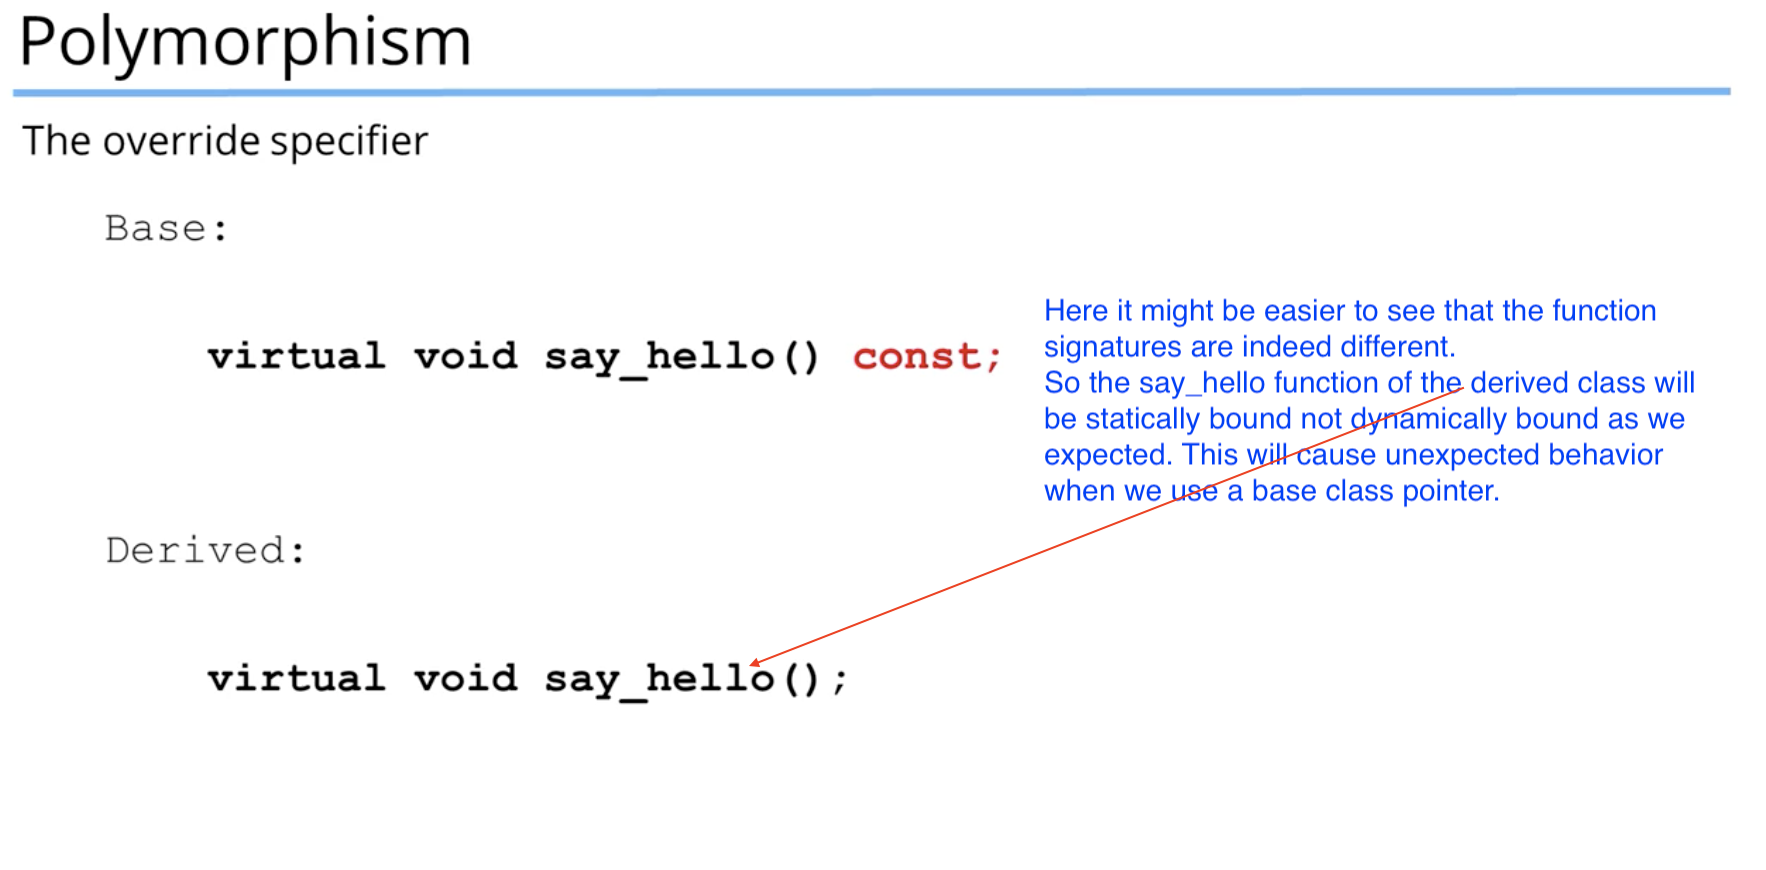 Polymorphism
The override specifier
Base:
virtual void say_hello() const;
Here it might be easier to see that the function
signatures are indeed different.
So the say_hello function of the derived class will
be statically bound not dynamically bound as we
expected. This will cause unexpected behavior
when we use a base class pointer.
Derived:
virtual void say_hello();